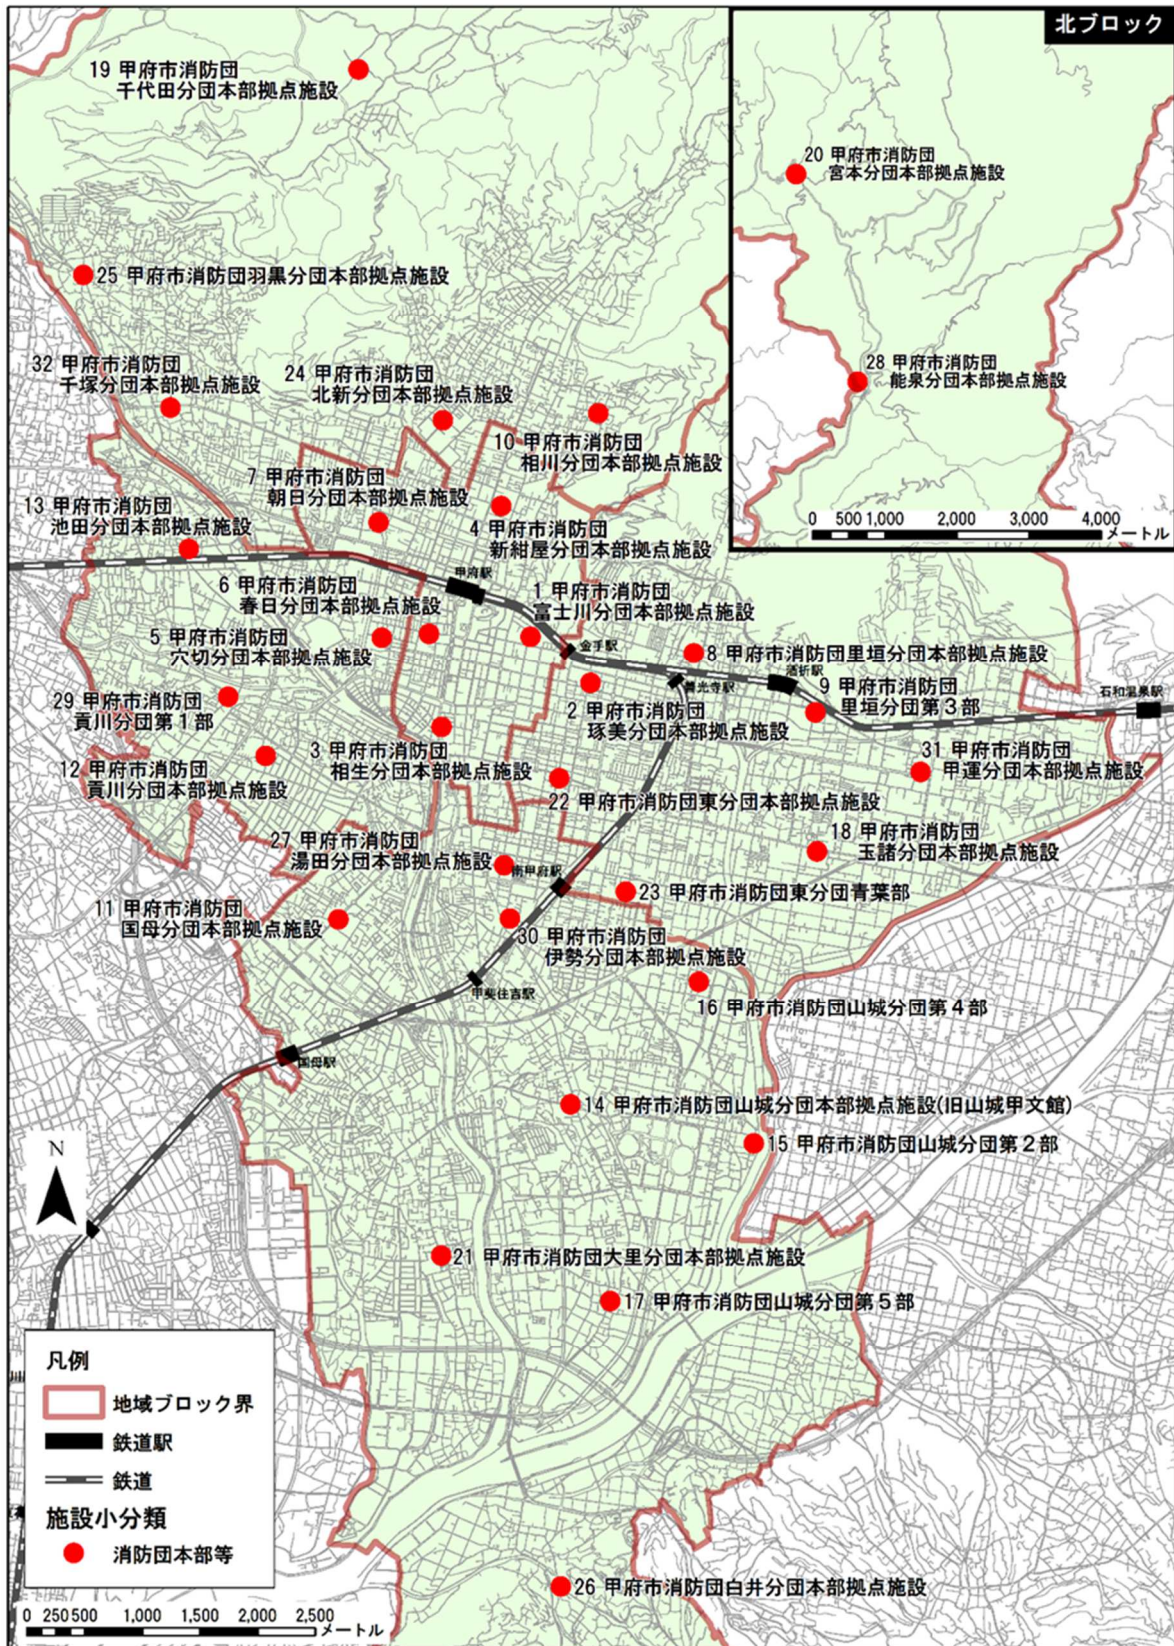 北ブロック
19 甲府市消防団
千代田分団本部拠点施設
20 甲府市消防団
宮本分団本部拠点施設
25 甲府市消防団羽黒分団本部拠点施設
28 甲府市消防団
能泉分団本部拠点施設
32 甲府市消防団
千塚分団本部拠点施設
24 甲府市消防団
北新分団本部拠点施設
10 甲府市消防団
相川分団本部拠点施設
7 甲府市消防団
朝日分団本部拠点施設
13 甲府市消防団
池田分団本部拠点施設
4 甲府市消防団
新紺屋分団本部拠点施設
0 500 1,000 2,000 3,000 4,000
メートル
甲府駅
6 甲府市消防団
春日分団本部拠点施設
1 甲府市消防団
富士川分団本部拠点施設
5 甲府市消防団
穴切分団本部拠点施設
金手駅
8 甲府市消防団里垣分団本部拠点施設
酒折駅
善光寺駅
9 甲府市消防団
里垣分団第3部
石和温泉駅
29 甲府市消防団
貢川分団第1部
2 甲府市消防団
琢美分団本部拠点施設
3 甲府市消防団
相生分団本部拠点施設
12 甲府市消防団
貢川分団本部拠点施設
31 甲府市消防団
甲運分団本部拠点施設
22 甲府市消防団東分団本部拠点施設
18 甲府市消防団
玉諸分団本部拠点施設
27 甲府市消防団
湯田分団本部拠点施設
南甲府駅
23 甲府市消防団東分団青葉部
11 甲府市消防団
国母分団本部拠点施設
30 甲府市消防団
伊勢分団本部拠点施設
甲斐住吉駅
16 甲府市消防団山城分団第4部
国母駅
14 甲府市消防団山城分団本部拠点施設(旧山城甲文館)
15 甲府市消防団山城分団第2部
N
21 甲府市消防団大里分団本部拠点施設
17 甲府市消防団山城分団第5部
凡例
地域ブロック界
鉄道駅
鉄道
施設小分類
消防団本部等
26 甲府市消防団白井分団本部拠点施設
0 250 500 1,000 1,500 2,000 2,500
メートル